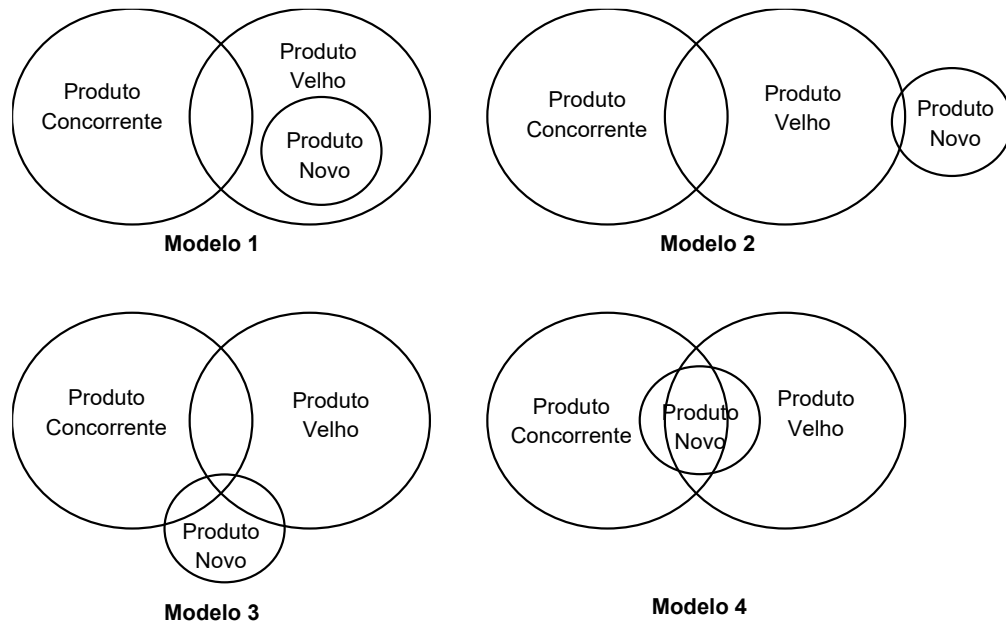 Produto
Concorrente
Produto
Velho
Produto
Novo
Modelo 1
Produto
Concorrente
Produto
Velho
Produto
Novo
Modelo 2
Produto
Concorrente
Produto
Velho
Produto
Novo
Modelo 3
Produto
Concorrente
Produto
Novo
Produto
Velho
Modelo 4